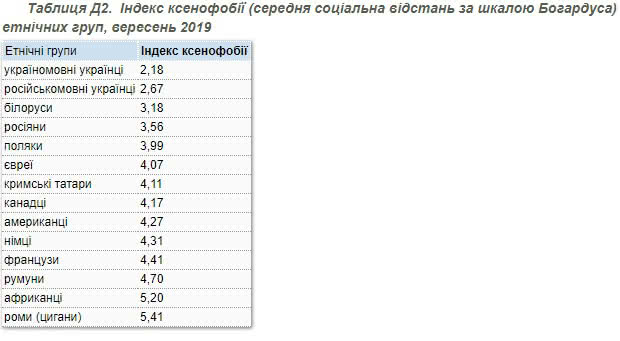 Таблиця Д2. Індекс ксенофобії (середня соціальна відстань за шкалою Богардуса)
етнічних груп, вересень 2019
Етнічні групи Індекс ксенофобії
україномовні українці 2,18
російськомовні українці 2,67
білоруси 3,18
росіяни 3,56
поляки 3,99
євреї 4,07
кримські татари 4,11
канадці 4,17
американці 4,27
німці 4,31
французи 4,41
румуни 4,70
африканці 5,20
роми (цигани) 5,41